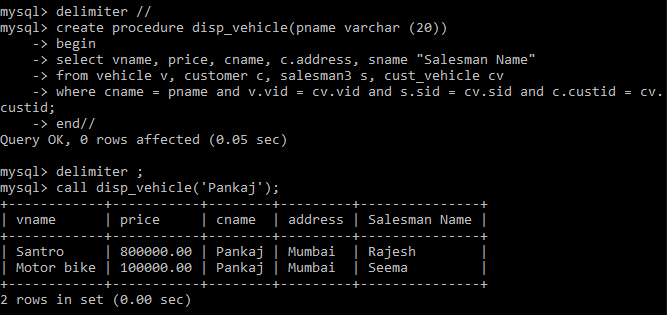 mysql> delimiter //
mysql> create procedure disp_vehicle(pname varchar (20))
    -> begin
    -> select vname, price, cname, c.address, sname "Salesman Name"
    -> from vehicle v, customer c, salesman3 s, cust_vehicle cv
    -> where cname = pname and v.vid = cv.vid and s.sid = cv.sid and c.custid = cv.
custid;
    -> end//
Query OK, 0 rows affected (0.05 sec)

mysql> delimiter ;
mysql> call disp_vehicle('Pankaj');
+------------+-----------+--------+---------+---------------+
| vname      | price     | cname  | address | Salesman Name |
+------------+-----------+--------+---------+---------------+
| Santro     | 800000.00 | Pankaj | Mumbai  | Rajesh        |
| Motor bike | 100000.00 | Pankaj | Mumbai  | Seema         |
+------------+-----------+--------+---------+---------------+
2 rows in set (0.00 sec)